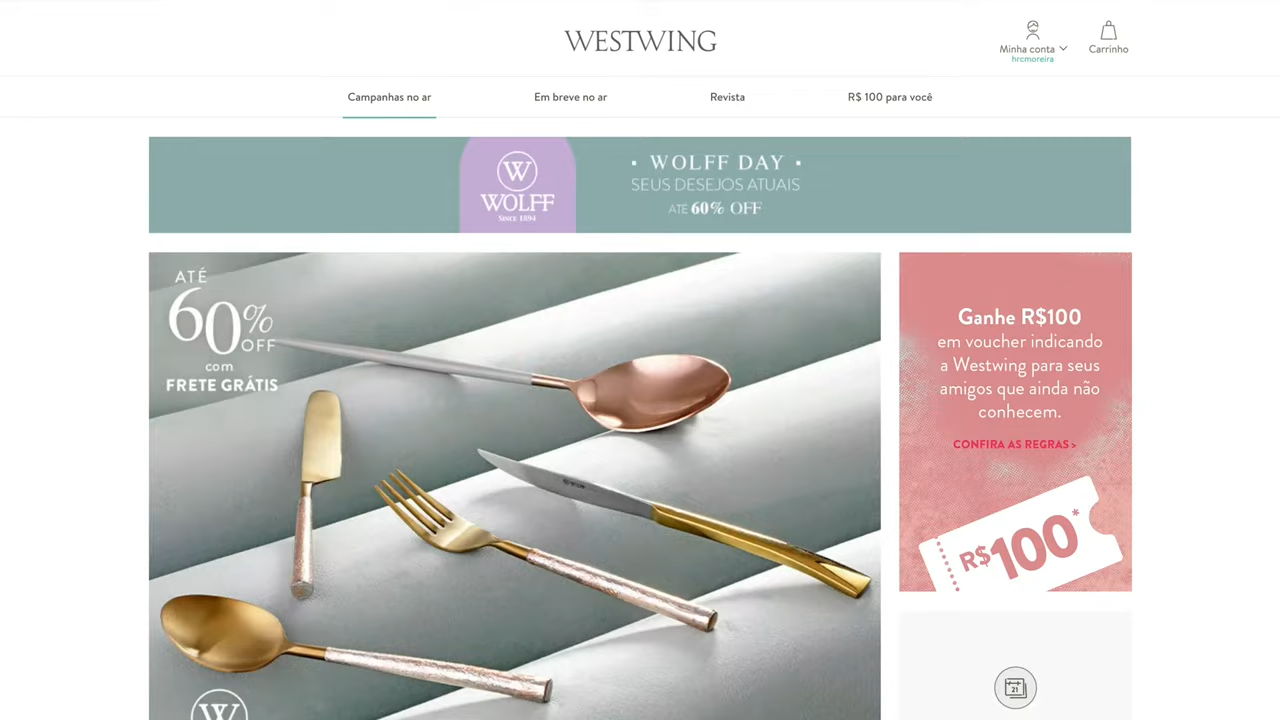 WESTWING
Minha conta
hrcmoreira
Carrinho
Campanhas no ar
Em breve no ar
Revista
R$ 100 para você
W
WOLFF
SINCE 1894
WOLFF DAY
SEUS DESEJOS ATUAIS
ATÉ 60% OFF
ATÉ
60%
OFF
com
FRETE GRÁTIS
W
Ganhe R$100
em voucher indicando
a Westwing para seus
amigos que ainda não
conhecem.
CONFIRA AS REGRAS >
R$100*
21